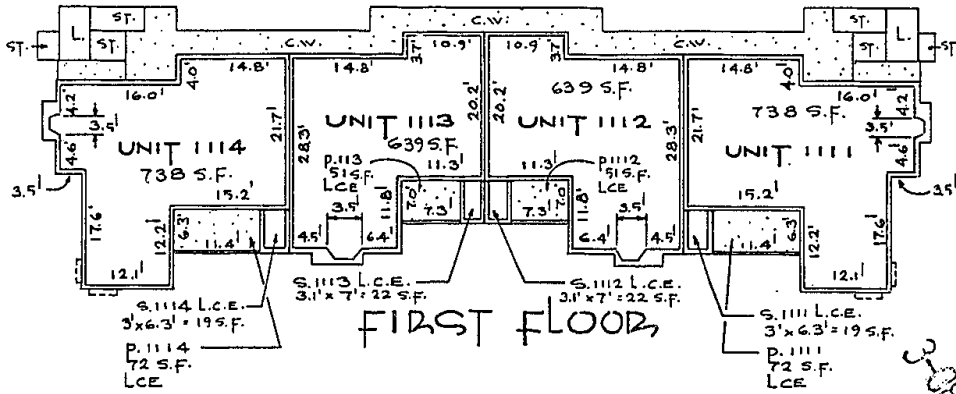 ST.
L.
ST.
ST.
C.W.
C.W.
C.W.
ST.
L.
ST.
ST.
10.9'
10.9'
3.7'
3.7'
14.8'
14.8'
14.8'
14.8'
4.0'
4.0'
16.0'
16.0'
4.2
3.5'
4.6'
3.5'
21.7'
28.3'
20.2'
20.2'
28.3'
21.7'
4.2
3.5'
4.6'
3.5'
UNIT 1114
738 S.F.
UNIT 1113
639 S.F.
639 S.F.
UNIT 1112
738 S.F.
UNIT 1111
P.1113
51 S.F.
LCE
P.1112
51 S.F.
LCE
11.3'
11.3'
15.2'
15.2'
17.6'
12.2'
6.3'
11.4'
12.1'
3.5'
4.5'
6.4'
11.8'
7.0'
7.3'
7.3'
7.0'
11.8'
3.5'
6.4'
4.5'
11.4'
6.3'
12.2'
17.6'
12.1'
S.1114 L.C.E.
3'x6.3'=19 S.F.
P.1114
72 S.F.
LCE
S.1113 L.C.E.
3.1'x7'=22 S.F.
S.1112 L.C.E.
3.1'x7'=22 S.F.
S.1111 L.C.E.
3'x6.3'=19 S.F.
P.1111
72 S.F.
LCE
FIRST FLOOR